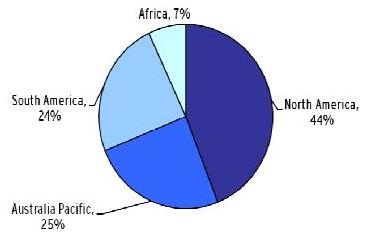 Africa, 7%
North America,
44%
South America,
24%
Australia Pacific,
25%